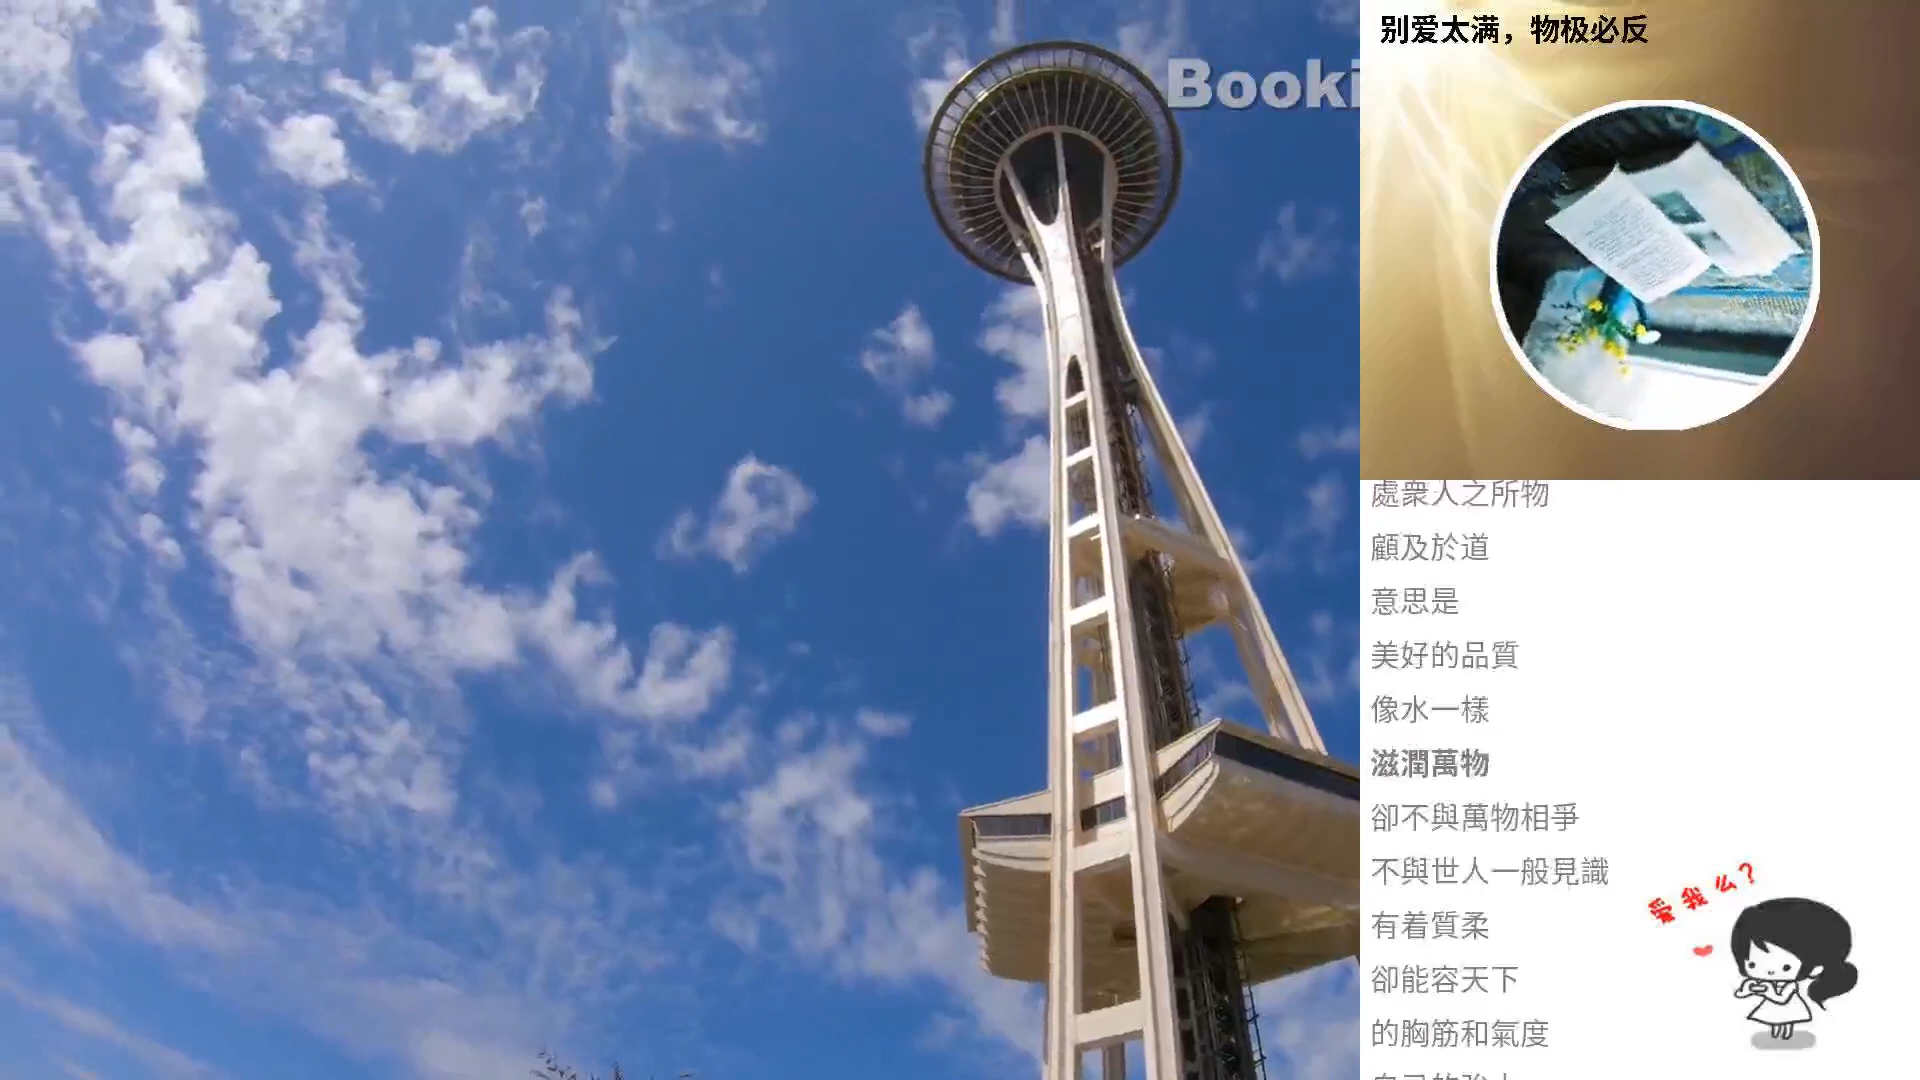 Booki
别爱太满，物极必反
處衆人之所物
顧及於道
意思是
美好的品質
像水一樣
滋潤萬物
卻不與萬物相爭
不與世人一般見識
有着質柔
卻能容天下
的胸筋和氣度
爱我么?